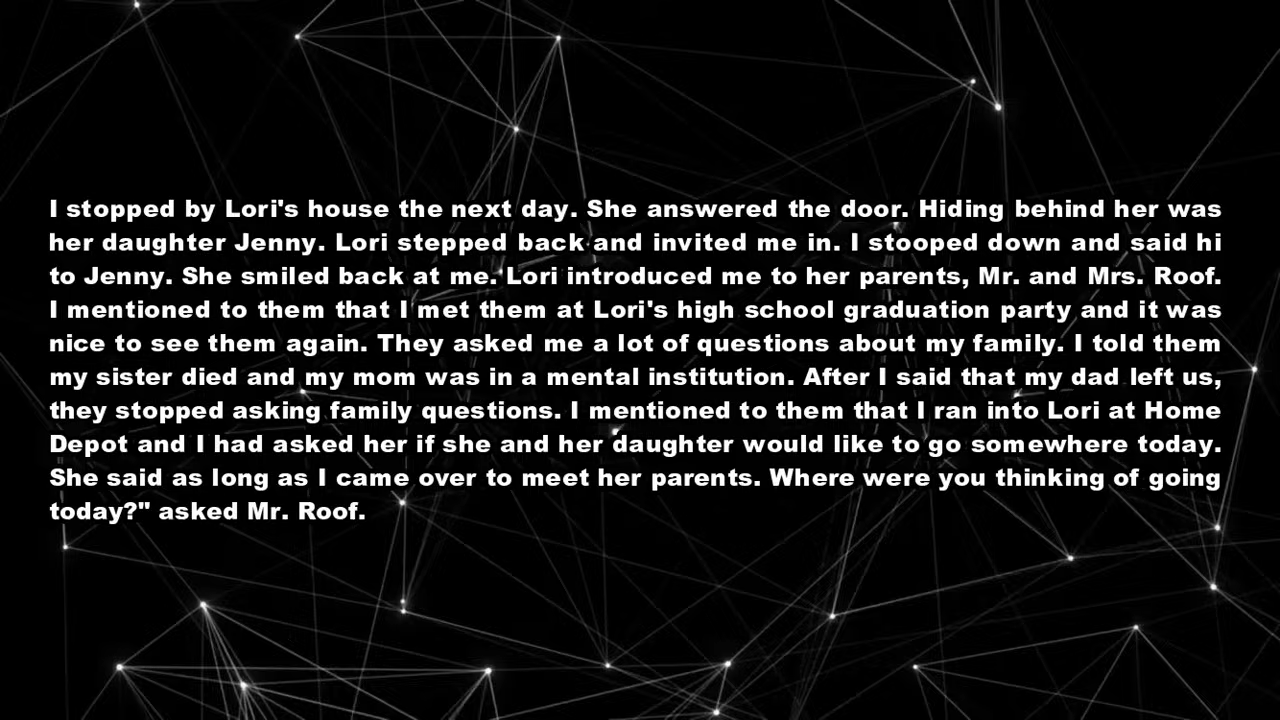 I stopped by Lori's house the next day. She answered the door. Hiding behind her was
her daughter Jenny. Lori stepped back and invited me in. I stooped down and said hi
to Jenny. She smiled back at me. Lori introduced me to her parents, Mr. and Mrs. Roof.
I mentioned to them that I met them at Lori's high school graduation party and it was
nice to see them again. They asked me a lot of questions about my family. I told them
my sister died and my mom was in a mental institution. After I said that my dad left us,
they stopped asking family questions. I mentioned to them that I ran into Lori at Home
Depot and I had asked her if she and her daughter would like to go somewhere today.
She said as long as I came over to meet her parents. Where were you thinking of going
today?" asked Mr. Roof.